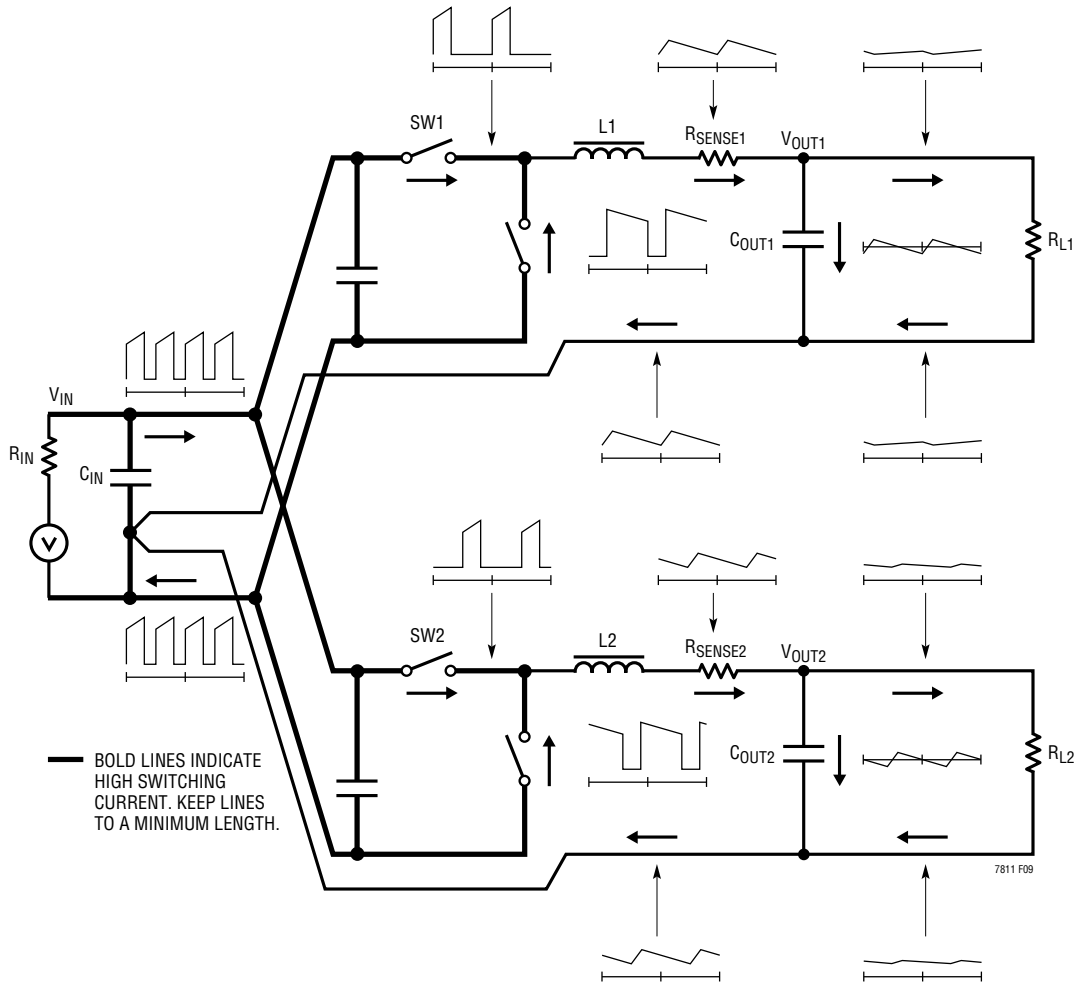 SW1
L1
RSENSE1
VOUT1
COUT1
RL1
VIN
RIN
CIN
V
SW2
L2
RSENSE2
VOUT2
COUT2
RL2
BOLD LINES INDICATE
HIGH SWITCHING
CURRENT. KEEP LINES
TO A MINIMUM LENGTH.
7811 F09